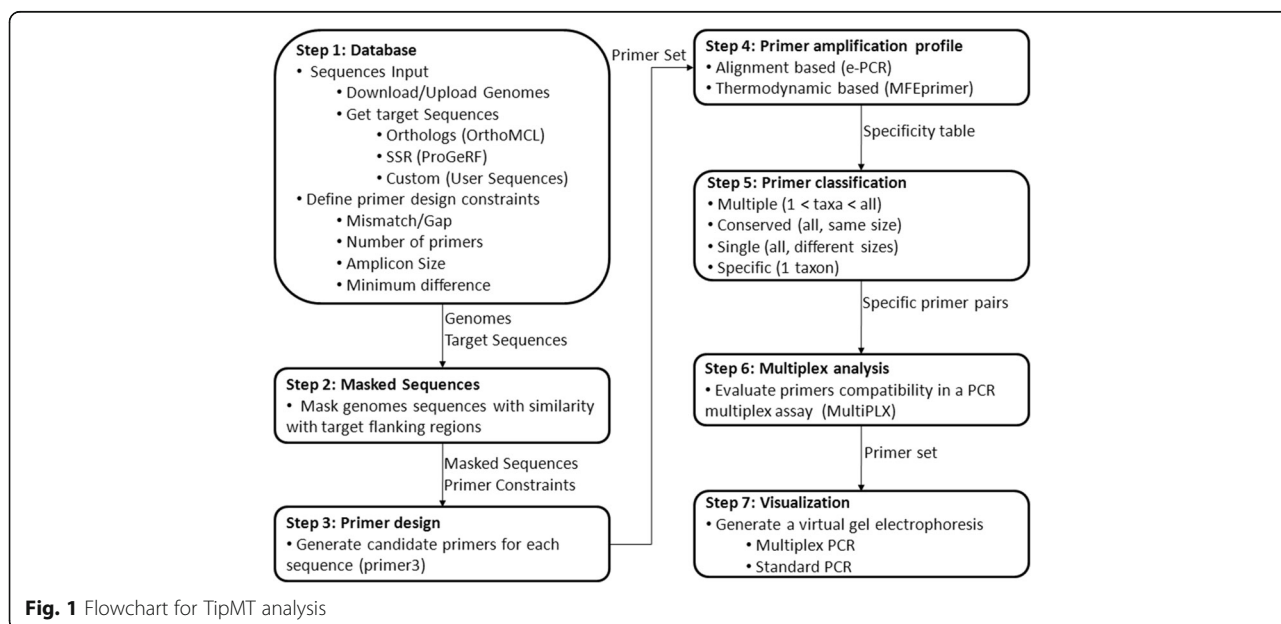 Step 1: Database
• Sequences Input
• Download/Upload Genomes
• Get target Sequences
• Orthologs (OrthoMCL)
• SSR (ProGeRF)
• Custom (User Sequences)
• Define primer design constraints
• Mismatch/Gap
• Number of primers
• Amplicon Size
• Minimum difference
Genomes
Target Sequences
Step 2: Masked Sequences
• Mask genomes sequences with similarity
with target flanking regions
Masked Sequences
Primer Constraints
Step 3: Primer design
• Generate candidate primers for each
sequence (primer3)
Primer Set
Step 4: Primer amplification profile
• Alignment based (e-PCR)
• Thermodynamic based (MFEprimer)
Specificity table
Step 5: Primer classification
• Multiple (1 < taxa < all)
• Conserved (all, same size)
• Single (all, different sizes)
• Specific (1 taxon)
Specific primer pairs
Step 6: Multiplex analysis
• Evaluate primers compatibility in a PCR
multiplex assay (MultiPLX)
Primer set
Step 7: Visualization
• Generate a virtual gel electrophoresis
• Multiplex PCR
• Standard PCR
Fig. 1 Flowchart for TipMT analysis